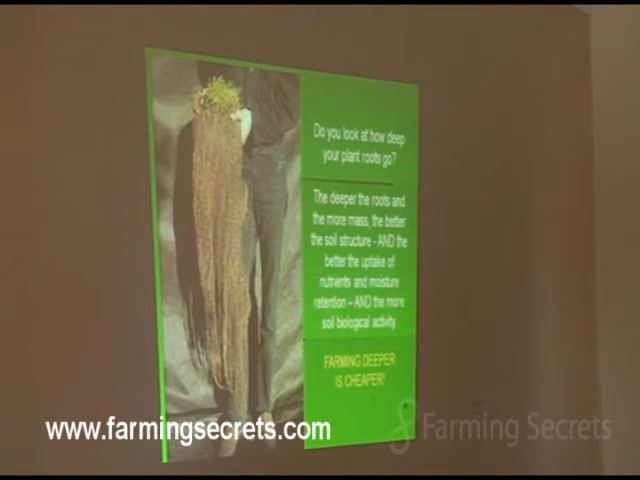 Do you look at how deep
your plant roots go?
The deeper the roots and
the more mass, the better
the soil structure - AND the
better the uptake of
nutrients and moisture
retention – AND the more
soil biological activity.
FARMING DEEPER
IS CHEAPER!
www.farmingsecrets.com
Farming Secrets